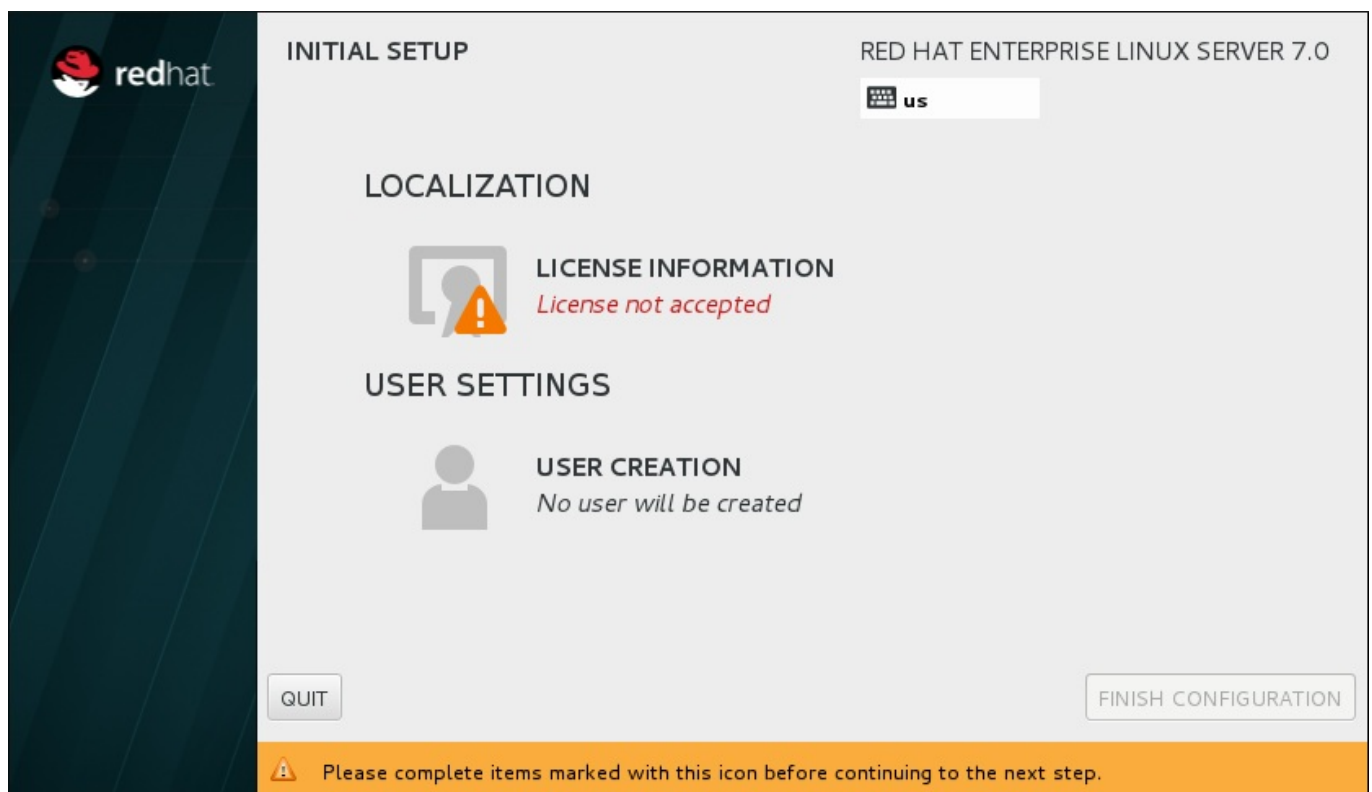 redhat
INITIAL SETUP
RED HAT ENTERPRISE LINUX SERVER 7.0
us
LOCALIZATION
LICENSE INFORMATION
License not accepted
USER SETTINGS
USER CREATION
No user will be created
QUIT
FINISH CONFIGURATION
Please complete items marked with this icon before continuing to the next step.